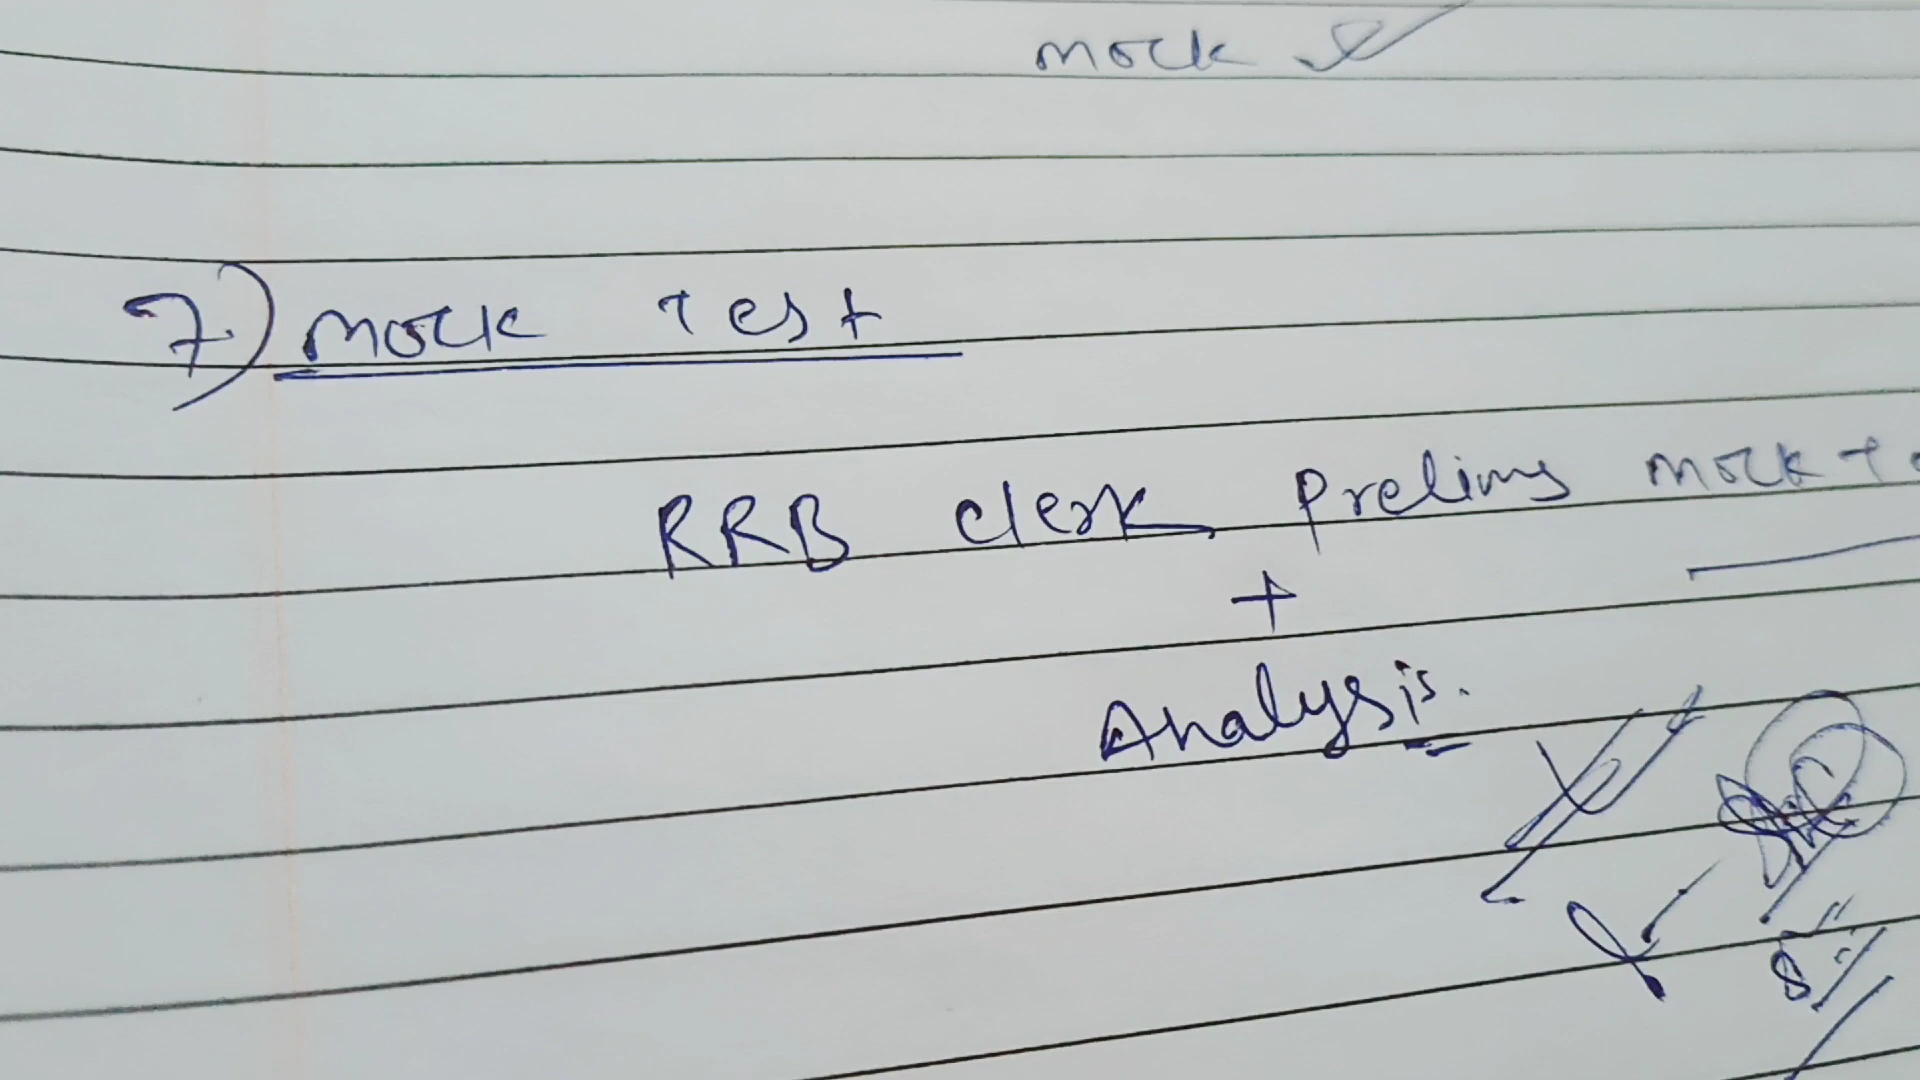 mock
7) mock Test
RRB clerk Prelims mock
+
Analysis.